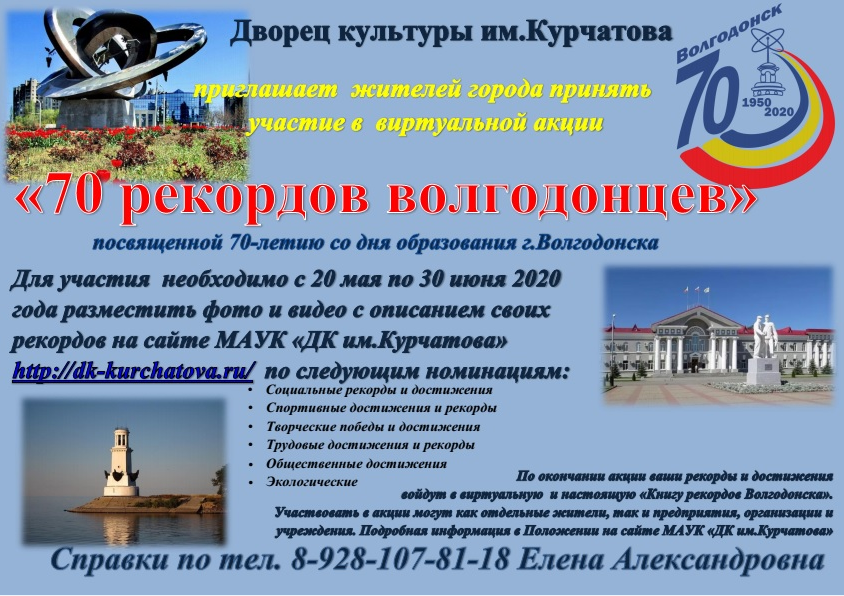 Дворец культуры им.Курчатова
Волгодонск
70
1950
2020
приглашает жителей города принять
участие в виртуальной акции
«70 рекордов волгодонцев»
посвященной 70-летию со дня образования г.Волгодонска
Для участия необходимо с 20 мая по 30 июня 2020
года разместить фото и видео с описанием своих
рекордов на сайте МАУК «ДК им.Курчатова»
http://dk-kurchatova.ru/ по следующим номинациям:
• Социальные рекорды и достижения
• Спортивные достижения и рекорды
• Творческие победы и достижения
• Трудовые достижения и рекорды
• Общественные достижения
• Экологические
По окончании акции ваши рекорды и достижения
войдут в виртуальную и настоящую «Книгу рекордов Волгодонска».
Участвовать в акции могут как отдельные жители, так и предприятия, организации и
учреждения. Подробная информация в Положении на сайте МАУК «ДК им.Курчатова»
Справки по тел. 8-928-107-81-18 Елена Александровна